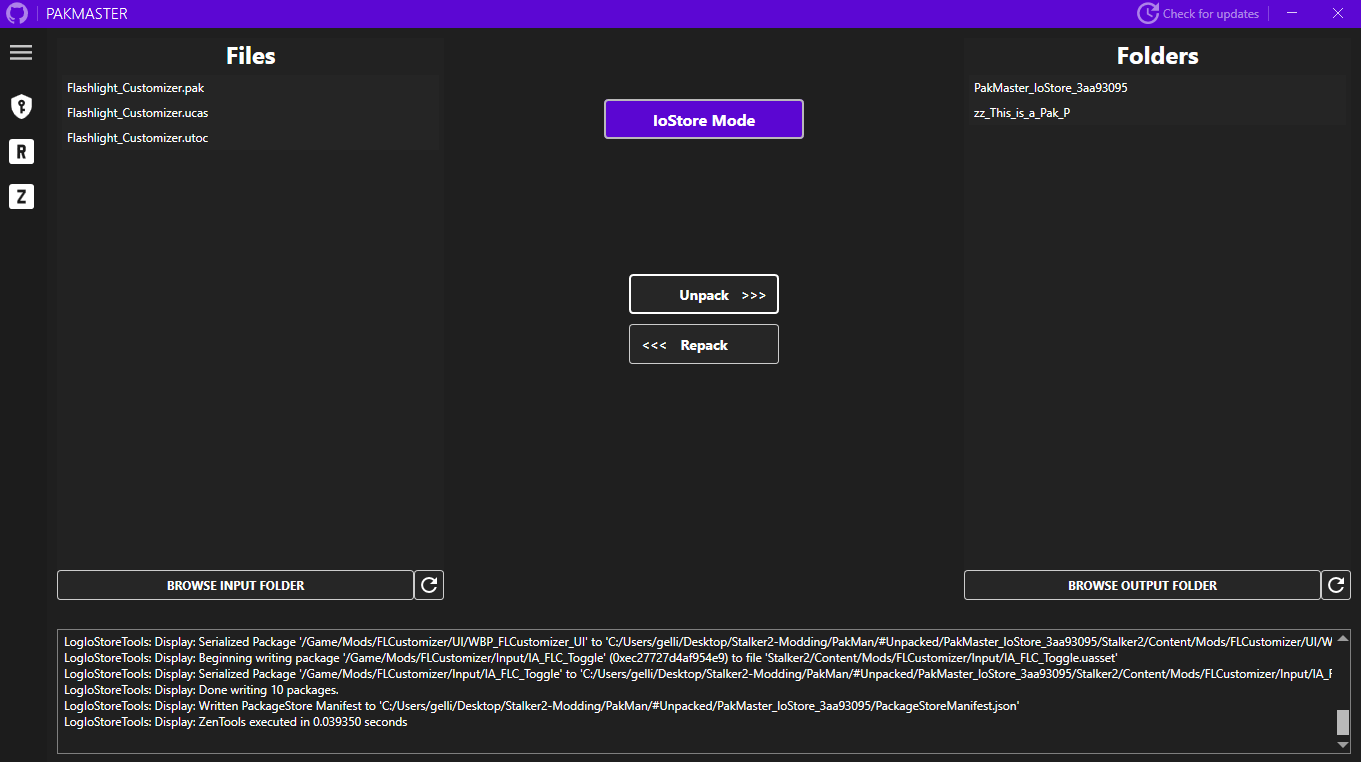 PAKMASTER
Check for updates
Files
Flashlight_Customizer.pak
Flashlight_Customizer.ucas
Flashlight_Customizer.utoc
R
Z
IoStore Mode
Unpack >>>
<<< Repack
Folders
PakMaster_IoStore_3aa93095
zz_This_is_a_Pak_P
BROWSE INPUT FOLDER
BROWSE OUTPUT FOLDER
LogIoStoreTools: Display: Serialized Package '/Game/Mods/FLCustomizer/UI/WBP_FLCustomizer_UI' to 'C:/Users/gelli/Desktop/Stalker2-Modding/PakMan/#Unpacked/PakMaster_IoStore_3aa93095/Stalker2/Content/Mods/FLCustomizer/UI/W
LogIoStoreTools: Display: Beginning writing package '/Game/Mods/FLCustomizer/Input/IA_FLC_Toggle' (0xec27727d4af954e9) to file 'Stalker2/Content/Mods/FLCustomizer/Input/IA_FLC_Toggle.uasset'
LogIoStoreTools: Display: Serialized Package '/Game/Mods/FLCustomizer/Input/IA_FLC_Toggle' to 'C:/Users/gelli/Desktop/Stalker2-Modding/PakMan/#Unpacked/PakMaster_IoStore_3aa93095/Stalker2/Content/Mods/FLCustomizer/Input/IA_F
LogIoStoreTools: Display: Done writing 10 packages.
LogIoStoreTools: Display: Written PackageStore Manifest to 'C:/Users/gelli/Desktop/Stalker2-Modding/PakMan/#Unpacked/PakMaster_IoStore_3aa93095/PackageStoreManifest.json'
LogIoStoreTools: Display: ZenTools executed in 0.039350 seconds